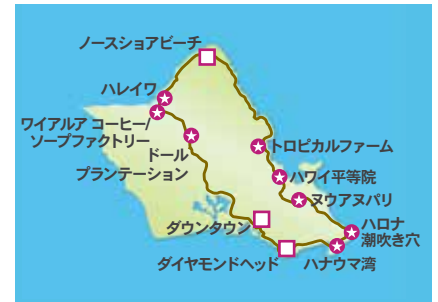 ノースショアビーチ
ハレイワ
ワイアルア コーヒー/
ソープファクトリー
ドール
プランテーション
トロピカルファーム
ハワイ平等院
ヌウアヌパリ
ダウンタウン
ハロナ
潮吹き穴
ダイヤモンドヘッド
ハナウマ湾